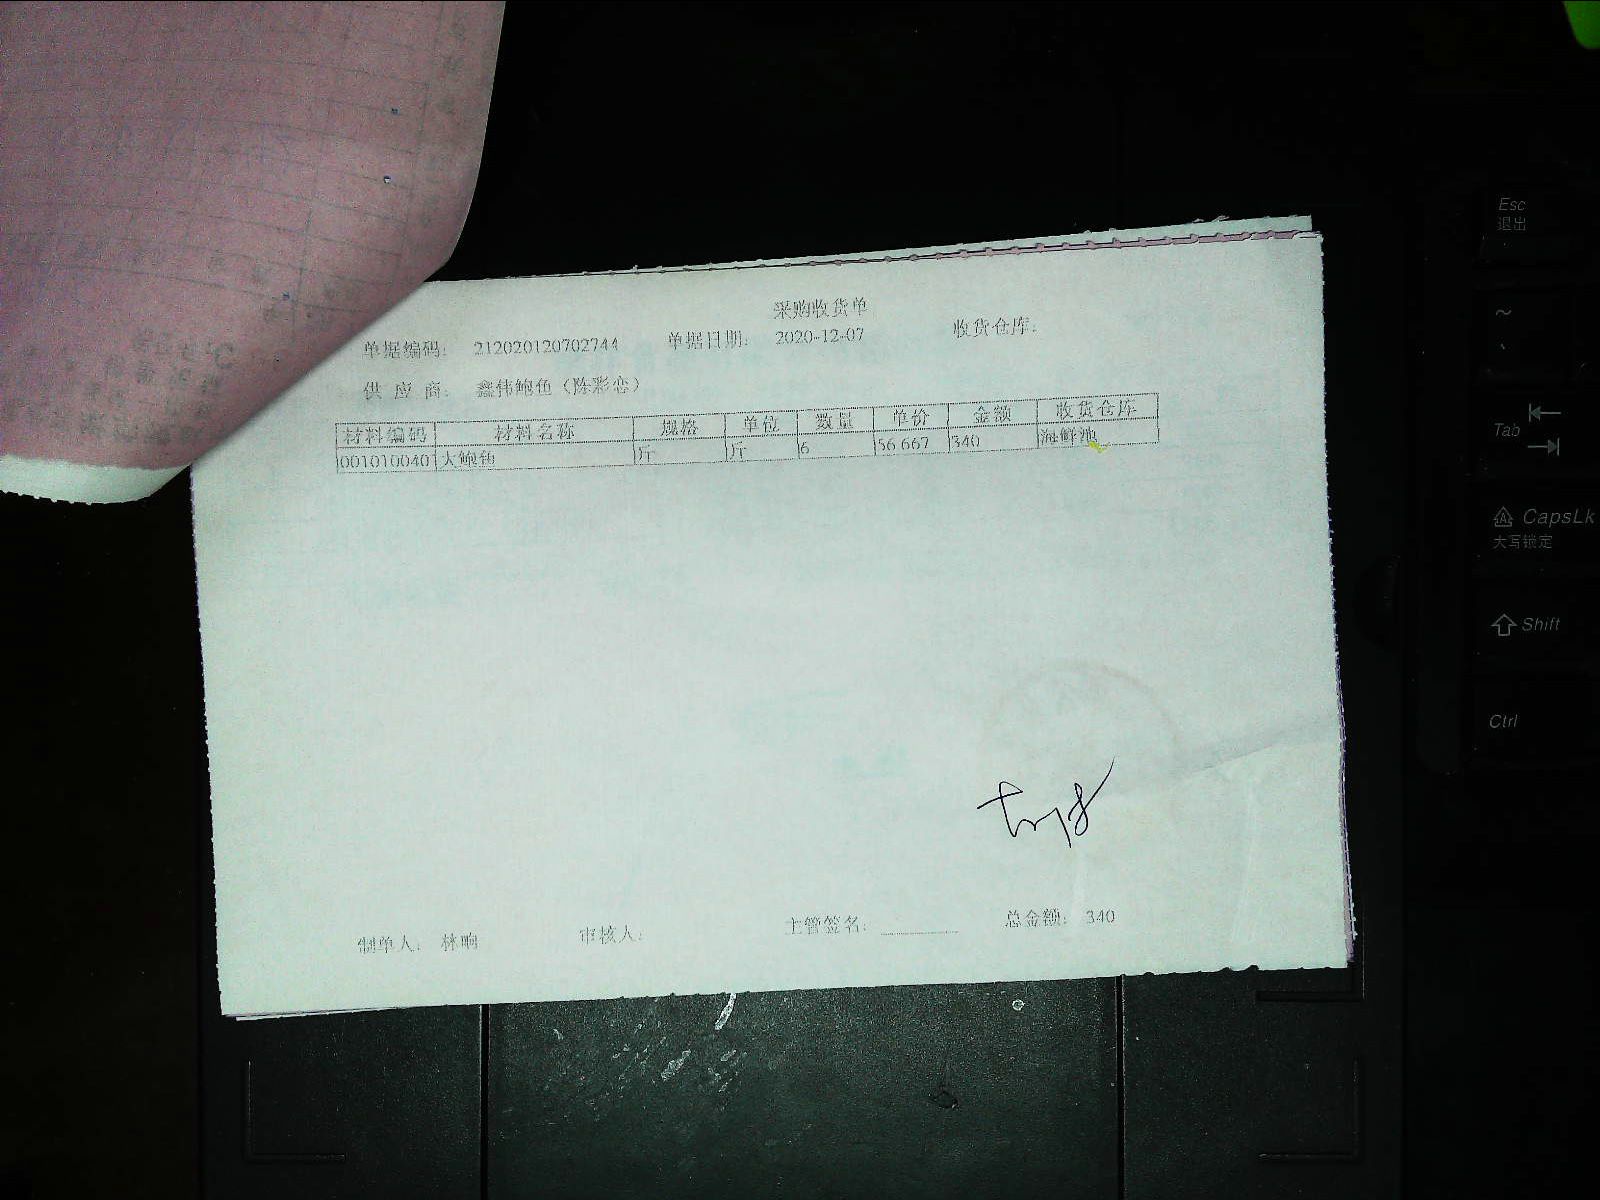 采购收货单
单据编码: 212020120702744 单据日期: 2020-12-07 收货仓库:
供 应 商: 鑫伟鲍鱼(陈彩恋)
材料编码 材料名称 规格 单位 数量 单价 金额 收货仓库
0010100401 大鲍鱼 斤 斤 6 56.667 340 海鲜池
制单人: 林响 审核人: 主管签名: 总金额: 340
Esc
退出
~
Tab
CapsLk
大写锁定
Shift
Ctrl